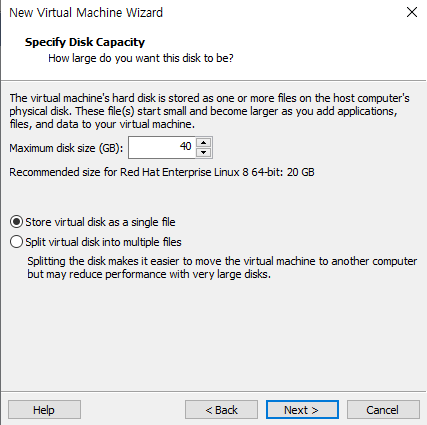 New Virtual Machine Wizard
Specify Disk Capacity
How large do you want this disk to be?
The virtual machine's hard disk is stored as one or more files on the host computer's
physical disk. These file(s) start small and become larger as you add applications,
files, and data to your virtual machine.
Maximum disk size (GB): 40
Recommended size for Red Hat Enterprise Linux 8 64-bit: 20 GB
Store virtual disk as a single file
Split virtual disk into multiple files
Splitting the disk makes it easier to move the virtual machine to another computer
but may reduce performance with very large disks.
Help < Back Next > Cancel